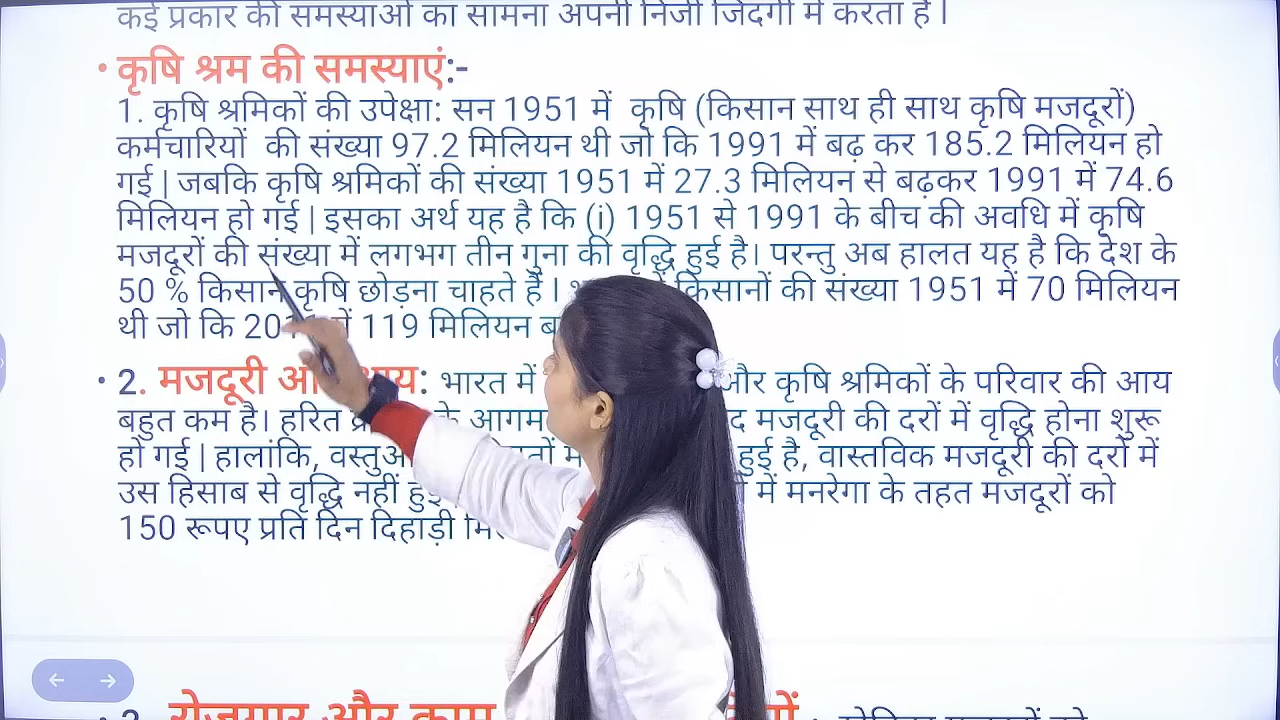 कई प्रकार की समस्याओं का सामना अपनी निजी जिंदगी में करता है |
• कृषि श्रम की समस्याएं:-
1. कृषि श्रमिकों की उपेक्षा: सन 1951 में कृषि (किसान साथ ही साथ कृषि मजदूरों)
कर्मचारियों की संख्या 97.2 मिलियन थी जो कि 1991 में बढ़ कर 185.2 मिलियन हो
गई | जबकि कृषि श्रमिकों की संख्या 1951 में 27.3 मिलियन से बढ़कर 1991 में 74.6
मिलियन हो गई | इसका अर्थ यह है कि (i) 1951 से 1991 के बीच की अवधि में कृषि
मजदूरों की संख्या में लगभग तीन गुना की वृद्धि हुई है। परन्तु अब हालत यह है कि देश के
50 % किसान कृषि छोड़ना चाहते हैं | किसानों की संख्या 1951 में 70 मिलियन
थी जो कि में 119 मिलियन
• 2. मजदूरी : भारत में और कृषि श्रमिकों के परिवार की आय
बहुत कम है। हरित के आगम मजदूरी की दरों में वृद्धि होना शुरू
हो गई | हालांकि, हुई है, वास्तविक मजदूरी की दरों में
उस हिसाब से वृद्धि नहीं में मनरेगा के तहत मजदूरों को
150 रूपए प्रति दिन दिहाड़ी